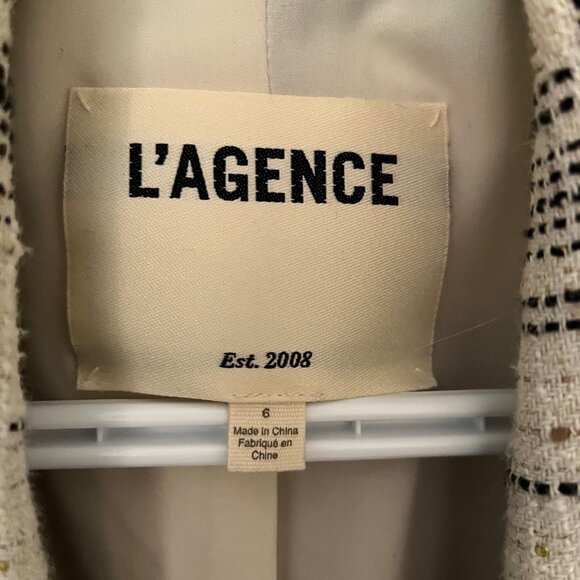 L'AGENCE
Est. 2008
6
Made in China
Fabriqué en
Chine